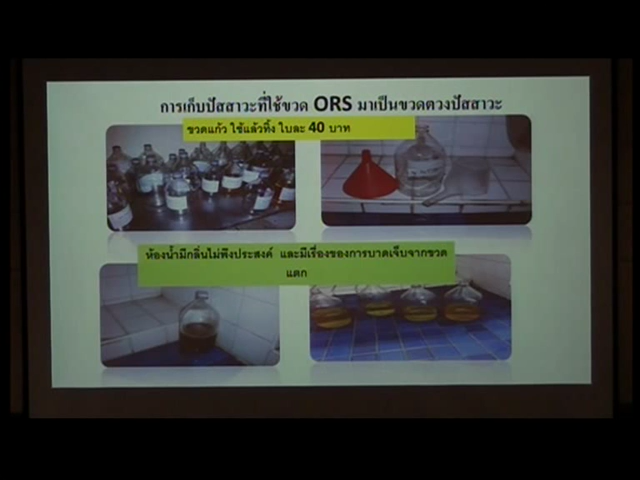 การเก็บปัสสาวะที่ใช้ขวด ORS มาเป็นขวดตวงปัสสาวะ
ขวดแก้ว ใช้แล้วทิ้ง ใบละ 40 บาท
ห้องน้ำมีกลิ่นไม่พึงประสงค์ และมีเรื่องของการบาดเจ็บจากขวด
แตก